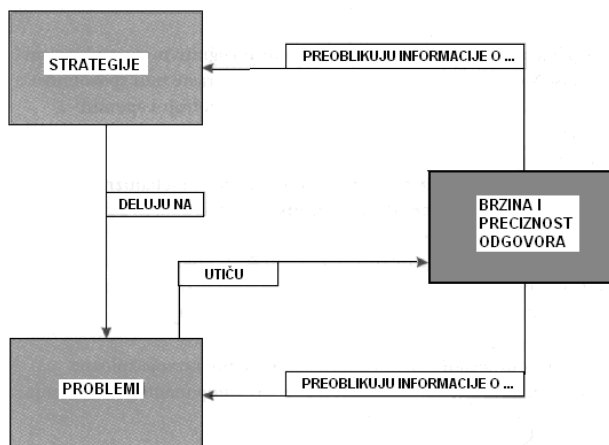 PREOBLIKUJU INFORMACIJE O ...
STRATEGIJE
DELUJU NA
BRZINA I
PRECIZNOST
ODGOVORA
UTIČU
PROBLEMI
PREOBLIKUJU INFORMACIJE O ...